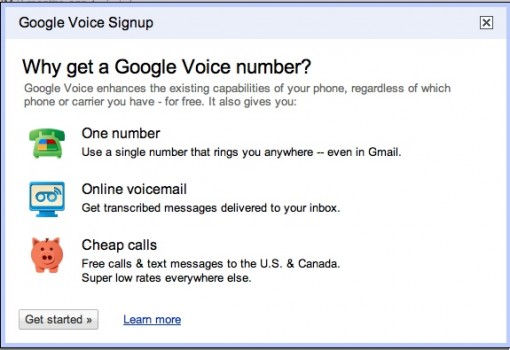 Google Voice Signup
Why get a Google Voice number?
Google Voice enhances the existing capabilities of your phone, regardless of which
phone or carrier you have - for free. It also gives you:
One number
Use a single number that rings you anywhere -- even in Gmail.
Online voicemail
Get transcribed messages delivered to your inbox.
Cheap calls
Free calls & text messages to the U.S. & Canada.
Super low rates everywhere else.
Get started »
Learn more